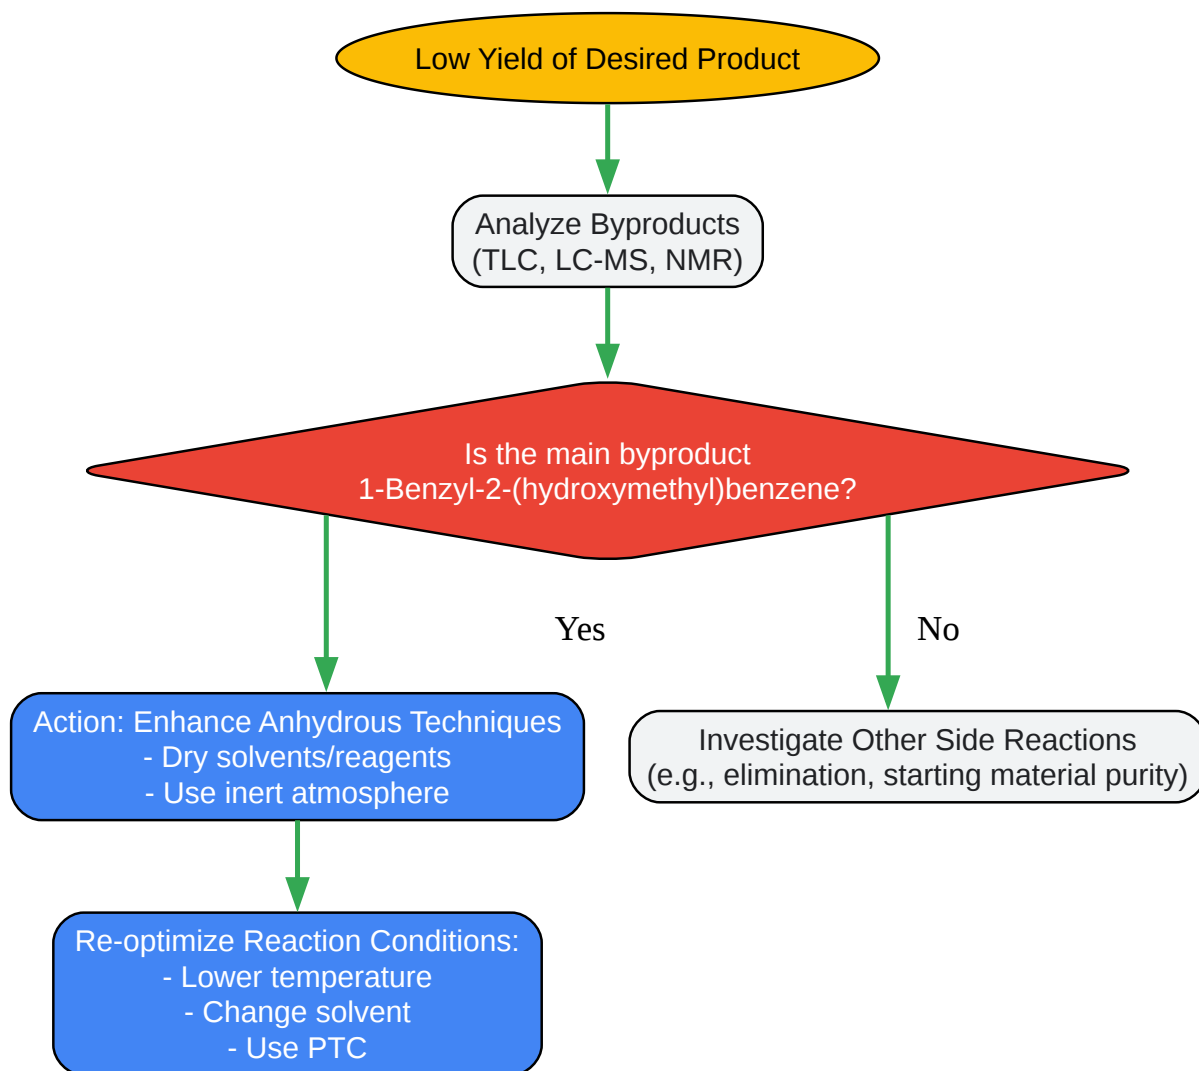 Low Yield of Desired Product
Analyze Byproducts
(TLC, LC-MS, NMR)
Is the main byproduct
1-Benzyl-2-(hydroxymethyl)benzene?
Yes
No
Action: Enhance Anhydrous Techniques
- Dry solvents/reagents
- Use inert atmosphere
Investigate Other Side Reactions
(e.g., elimination, starting material purity)
Re-optimize Reaction Conditions:
- Lower temperature
- Change solvent
- Use PTC